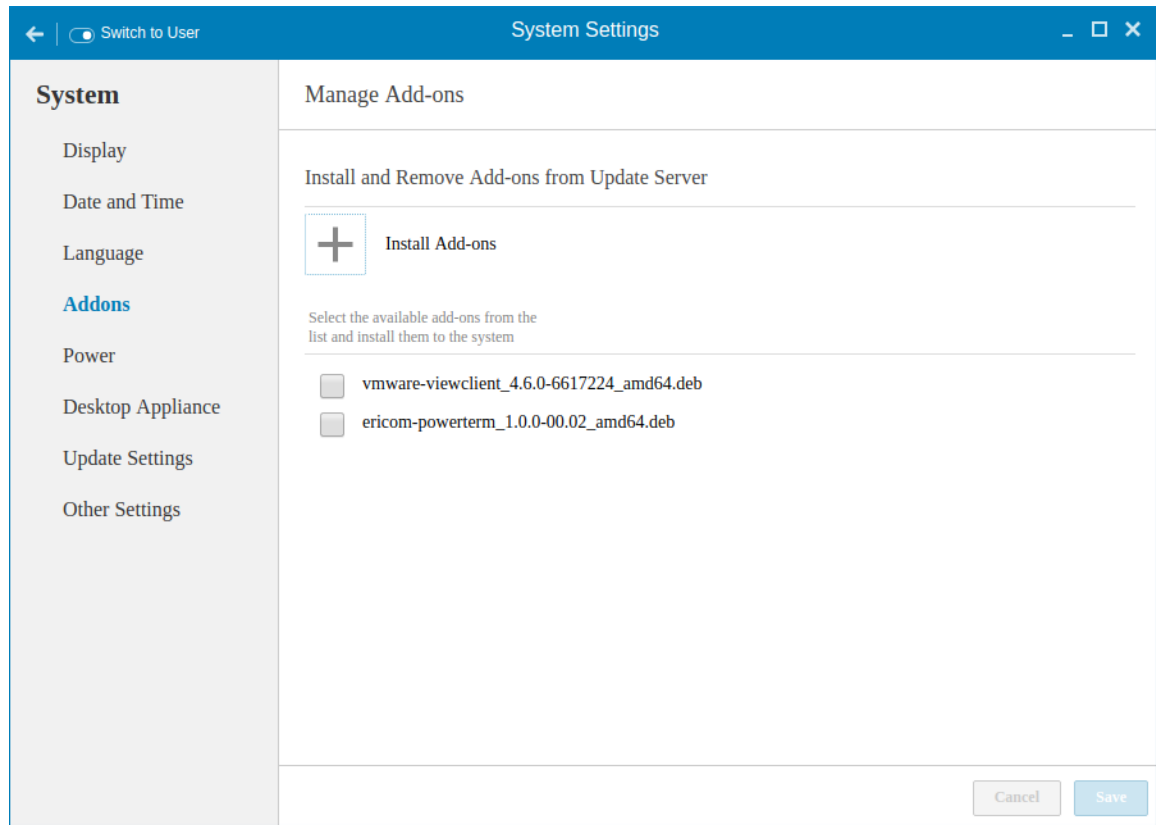 Switch to User
System Settings
System
Display
Date and Time
Language
Addons
Power
Desktop Appliance
Update Settings
Other Settings
Manage Add-ons
Install and Remove Add-ons from Update Server
Install Add-ons
Select the available add-ons from the
list and install them to the system
vmware-viewclient_4.6.0-6617224_amd64.deb
ericom-powerterm_1.0.0-00.02_amd64.deb
Cancel
Save